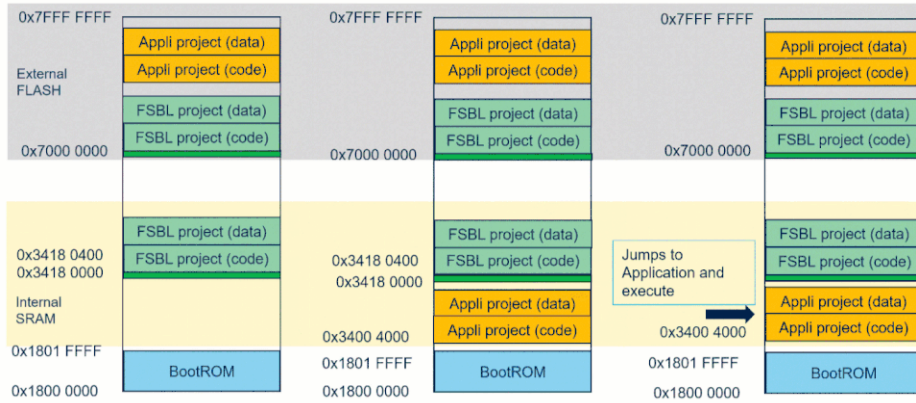 0x7FFF FFFF
Appli project (data)
Appli project (code)
External
FLASH
FSBL project (data)
FSBL project (code)
0x7000 0000
FSBL project (data)
0x3418 0400
FSBL project (code)
0x3418 0000
Internal
SRAM
0x1801 FFFF
BootROM
0x1800 0000
0x7FFF FFFF
Appli project (data)
Appli project (code)
FSBL project (data)
FSBL project (code)
0x7000 0000
FSBL project (data)
0x3418 0400
FSBL project (code)
0x3418 0000
Appli project (data)
Appli project (code)
0x3400 4000
0x1801 FFFF
BootROM
0x1800 0000
0x7FFF FFFF
Appli project (data)
Appli project (code)
FSBL project (data)
FSBL project (code)
0x7000 0000
FSBL project (data)
FSBL project (code)
Jumps to
Application and
execute
Appli project (data)
Appli project (code)
0x3400 4000
0x1801 FFFF
BootROM
0x1800 0000